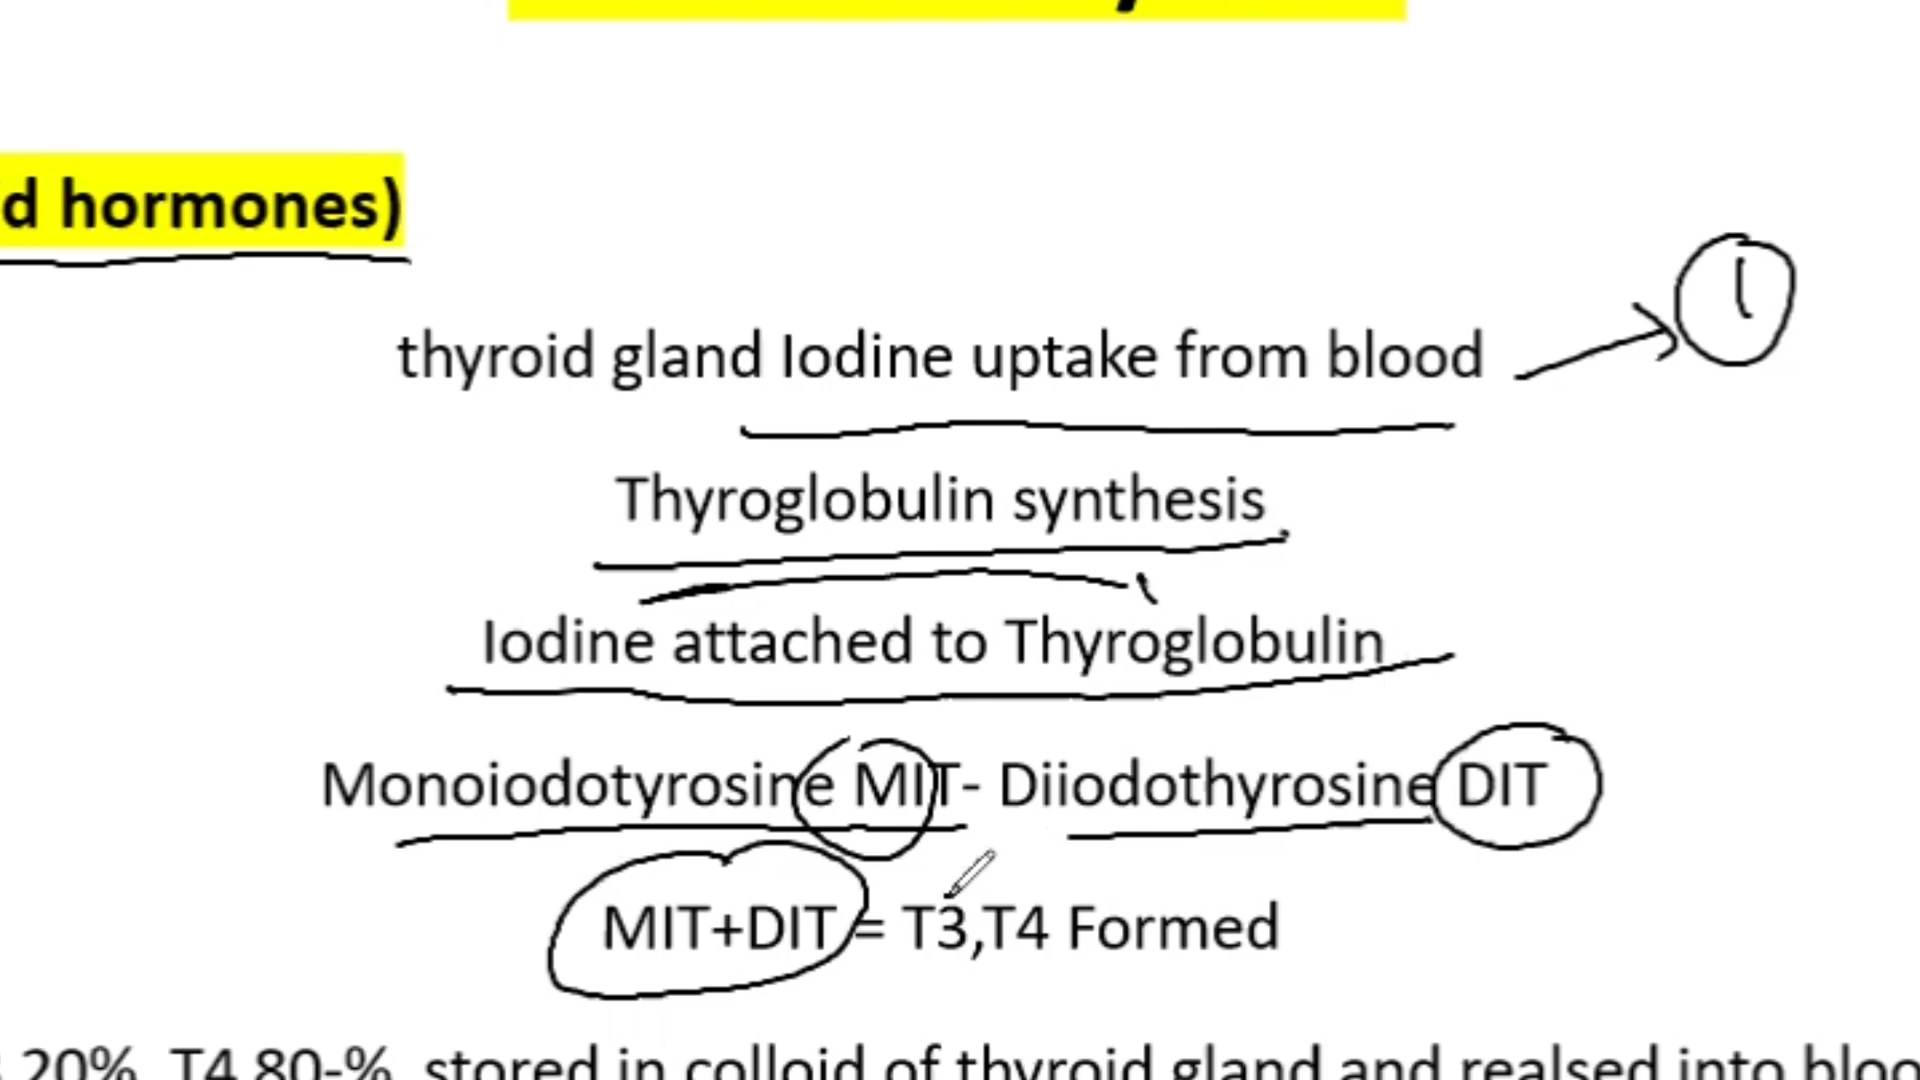 d hormones)
1
thyroid gland Iodine uptake from blood
Thyroglobulin synthesis
Iodine attached to Thyroglobulin
Monoiodotyrosine MIT- Diiodothyrosine DIT
MIT+DIT = T3,T4 Formed
20% T4 80-% stored in colloid of thyroid gland and realsed into bloo